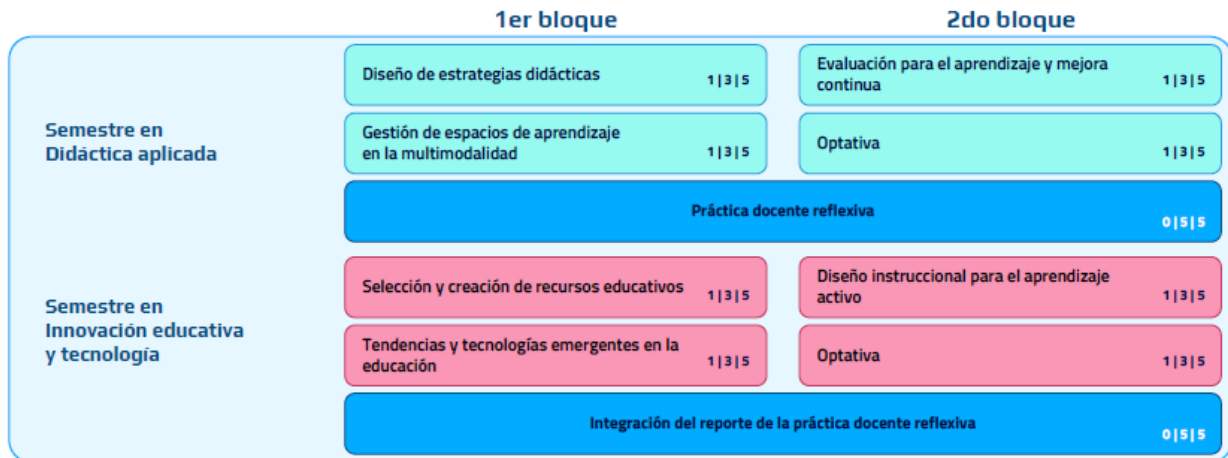 1er bloque
2do bloque
Semestre en
Didáctica aplicada
Diseño de estrategias didácticas
1|3|5
Evaluación para el aprendizaje y mejora
continua
1|3|5
Gestión de espacios de aprendizaje
en la multimodalidad
1|3|5
Optativa
1|3|5
Práctica docente reflexiva
0|5|5
Semestre en
Innovación educativa
y tecnología
Selección y creación de recursos educativos
1|3|5
Diseño instruccional para el aprendizaje
activo
1|3|5
Tendencias y tecnologías emergentes en la
educación
1|3|5
Optativa
1|3|5
Integración del reporte de la práctica docente reflexiva
0|5|5